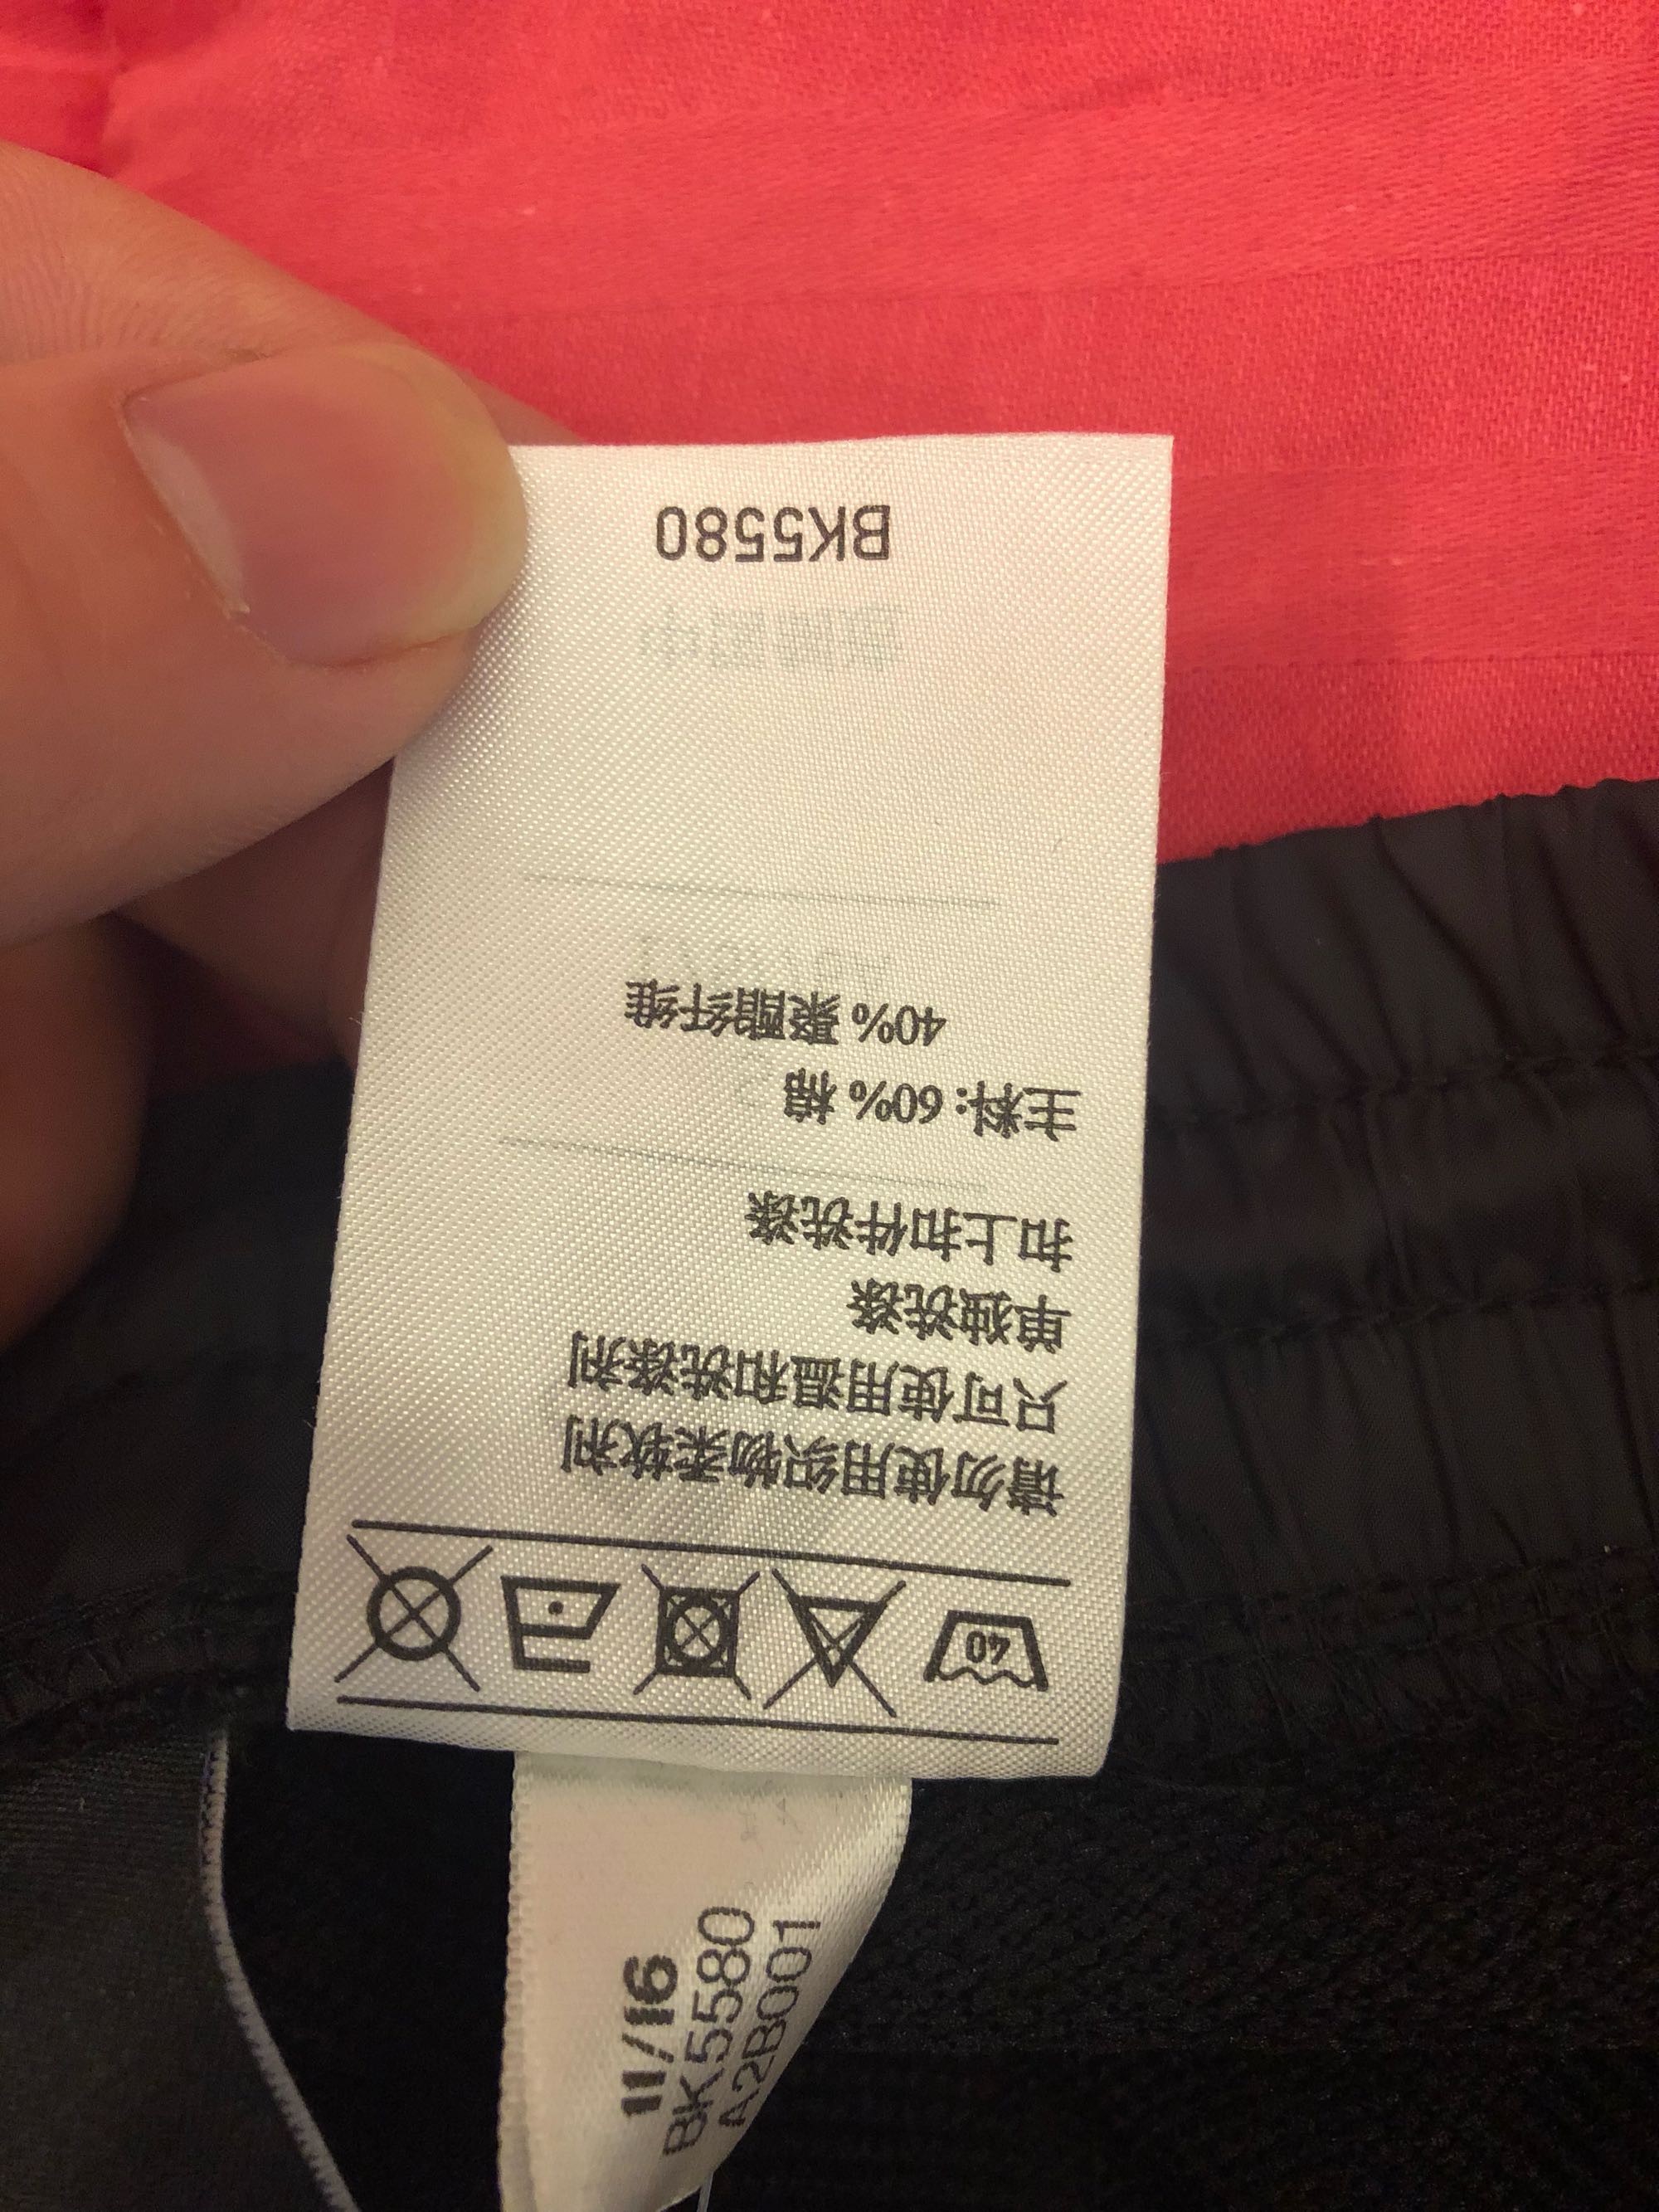 40
请勿使用织物柔软剂
只可使用温和洗涤剂
单独洗涤
扣上扣件洗涤
主料: 60% 棉
40% 聚酯纤维
BK5580
11/16
BK5580
A2B001